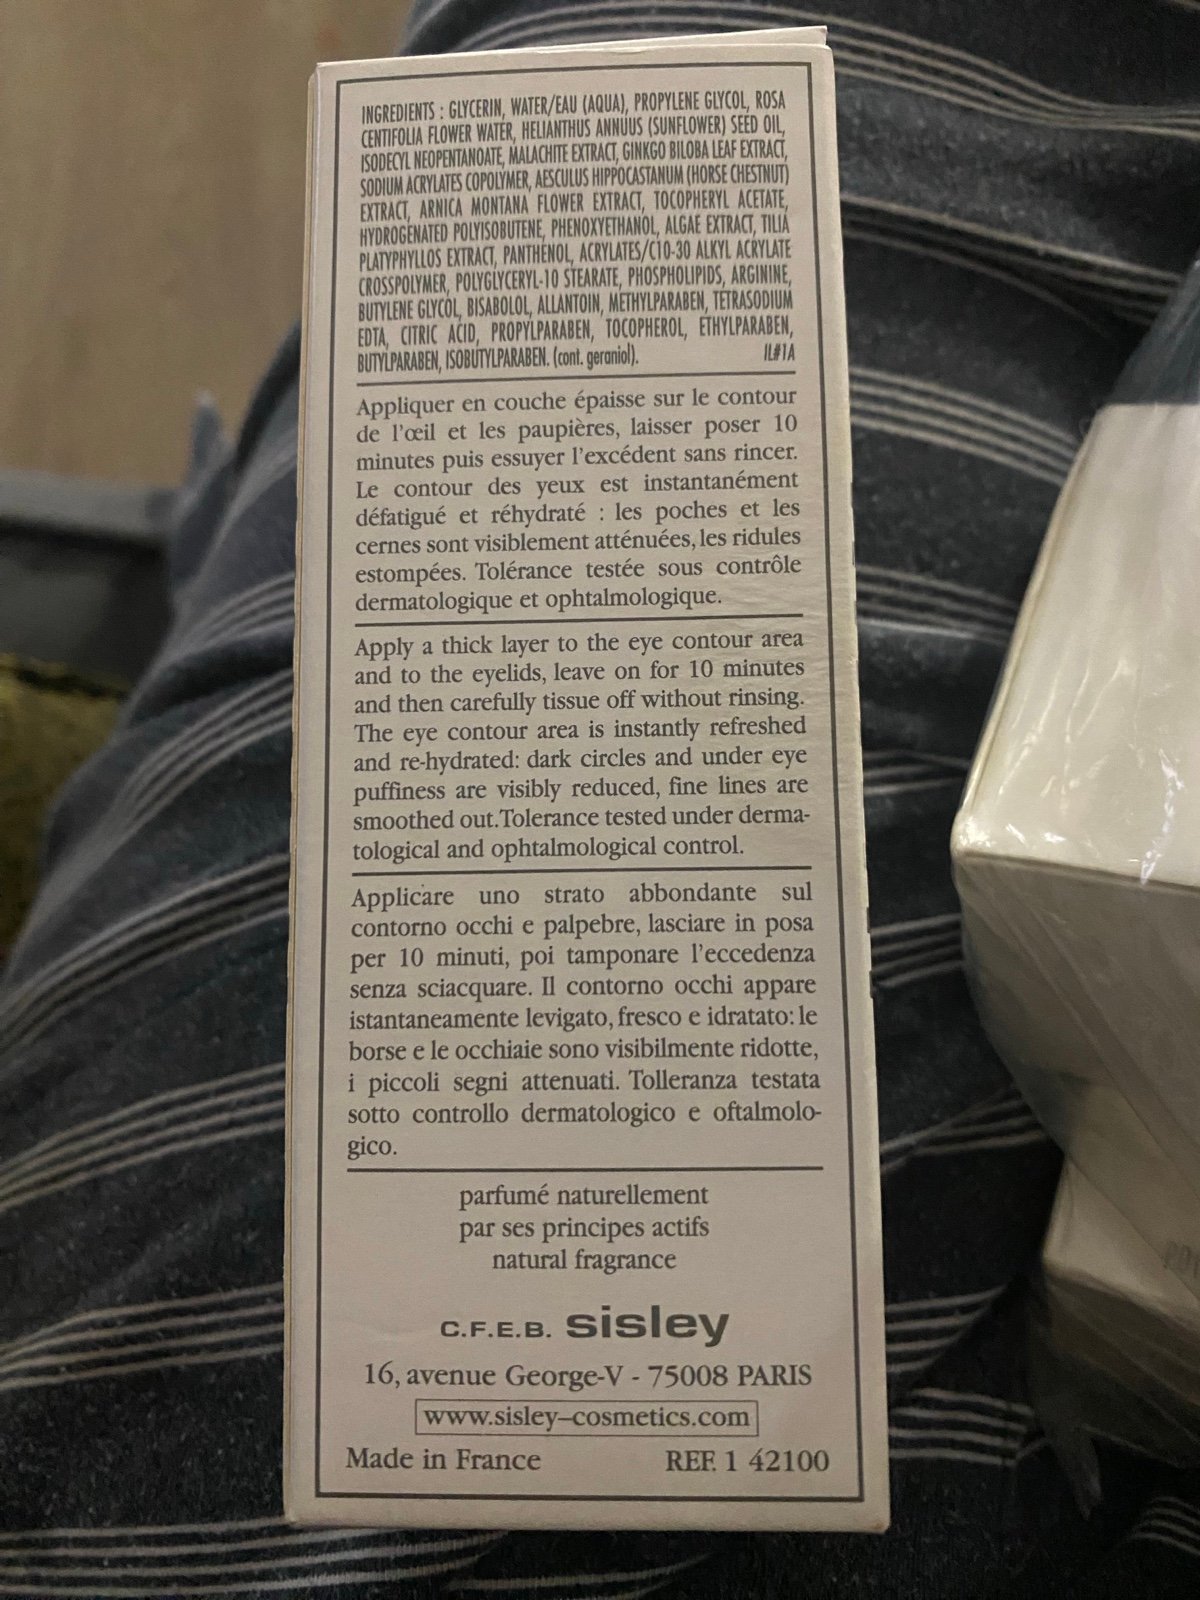 INGREDIENTS : GLYCERIN, WATER/EAU (AQUA), PROPYLENE GLYCOL, ROSA
CENTIFOLIA FLOWER WATER, HELIANTHUS ANNUUS (SUNFLOWER) SEED OIL,
ISODECYL NEOPENTANOATE, MALACHITE EXTRACT, GINKGO BILOBA LEAF EXTRACT,
SODIUM ACRYLATES COPOLYMER, AESCULUS HIPPOCASTANUM (HORSE CHESTNUT)
EXTRACT, ARNICA MONTANA FLOWER EXTRACT, TOCOPHERYL ACETATE,
HYDROGENATED POLYISOBUTENE, PHENOXYETHANOL, ALGAE EXTRACT, TILIA
PLATYPHYLLOS EXTRACT, PANTHENOL, ACRYLATES/C10-30 ALKYL ACRYLATE
CROSSPOLYMER, POLYGLYCERYL-10 STEARATE, PHOSPHOLIPIDS, ARGININE,
BUTYLENE GLYCOL, BISABOLOL, ALLANTOIN, METHYLPARABEN, TETRASODIUM
EDTA, CITRIC ACID, PROPYLPARABEN, TOCOPHEROL, ETHYLPARABEN,
BUTYLPARABEN, ISOBUTYLPARABEN. (cont. geraniol). IL#1A
Appliquer en couche épaisse sur le contour
de l'œil et les paupières, laisser poser 10
minutes puis essuyer l'excédent sans rincer.
Le contour des yeux est instantanément
défatigué et réhydraté : les poches et les
cernes sont visiblement atténuées, les ridules
estompées. Tolérance testée sous contrôle
dermatologique et ophtalmologique.
Apply a thick layer to the eye contour area
and to the eyelids, leave on for 10 minutes
and then carefully tissue off without rinsing.
The eye contour area is instantly refreshed
and re-hydrated: dark circles and under eye
puffiness are visibly reduced, fine lines are
smoothed out.Tolerance tested under derma-
tological and ophtalmological control.
Applicare uno strato abbondante sul
contorno occhi e palpebre, lasciare in posa
per 10 minuti, poi tamponare l'eccedenza
senza sciacquare. Il contorno occhi appare
istantaneamente levigato, fresco e idratato: le
borse e le occhiaie sono visibilmente ridotte,
i piccoli segni attenuati. Tolleranza testata
sotto controllo dermatologico e oftalmolo-
gico.
parfumé naturellement
par ses principes actifs
natural fragrance
C.F.E.B. sisley
16, avenue George-V - 75008 PARIS
www.sisley-cosmetics.com
Made in France REF. 1 42100